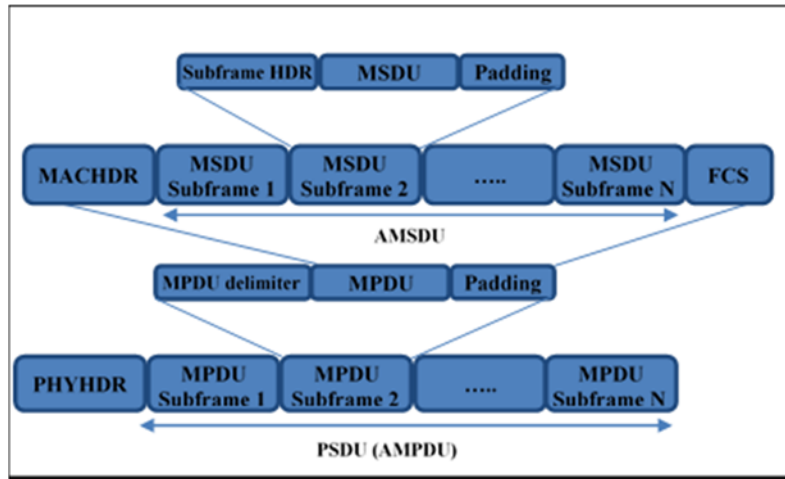 Subframe HDR MSDU Padding
MACHDR MSDU Subframe 1 MSDU Subframe 2 ..... MSDU Subframe N FCS
AMSDU
MPDU delimiter MPDU Padding
PHYHDR MPDU Subframe 1 MPDU Subframe 2 ..... MPDU Subframe N
PSDU (AMPDU)